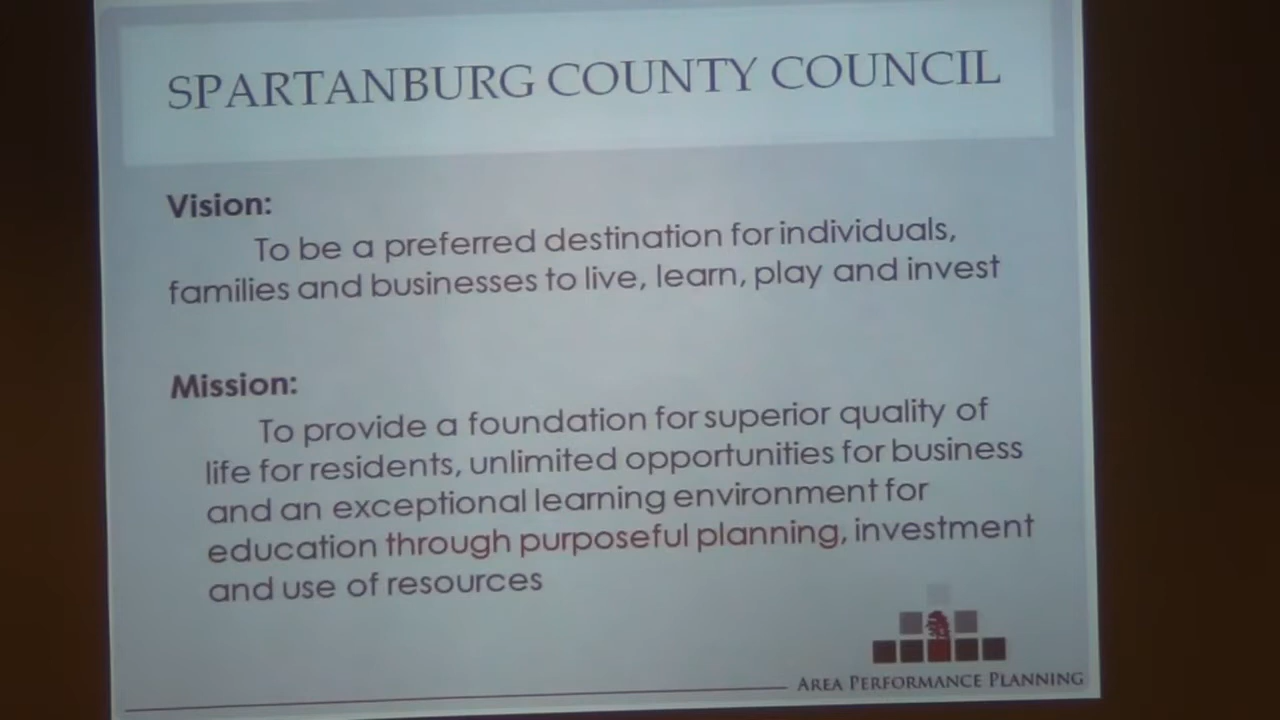 SPARTANBURG COUNTY COUNCIL
Vision:
To be a preferred destination for individuals,
families and businesses to live, learn, play and invest
Mission:
To provide a foundation for superior quality of
life for residents, unlimited opportunities for business
and an exceptional learning environment for
education through purposeful planning, investment
and use of resources
AREA PERFORMANCE PLANNING